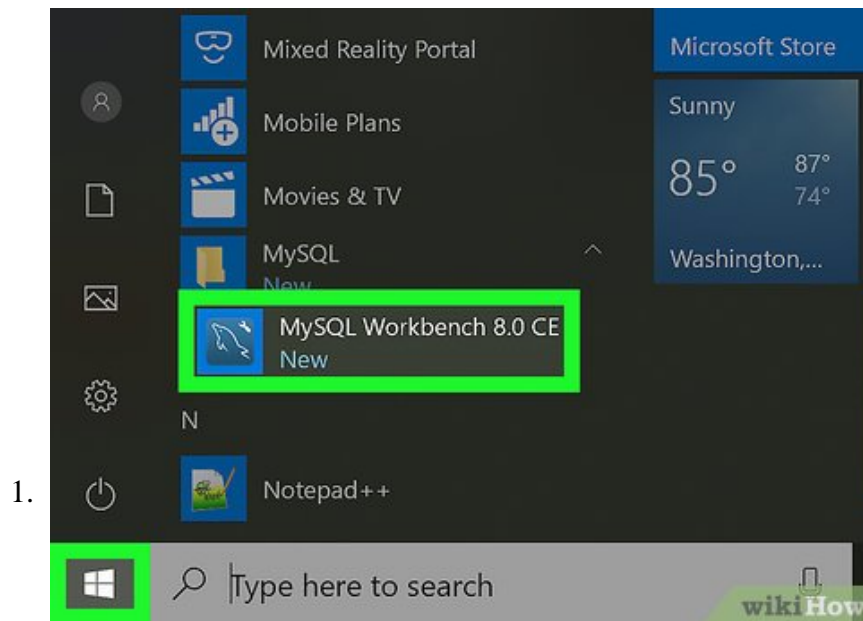 Mixed Reality Portal
Microsoft Store
Mobile Plans
Sunny
85°
87°
74°
Movies & TV
MySQL
New
Washington,...
MySQL Workbench 8.0 CE
New
N
1.
Notepad++
Type here to search
wikiHow